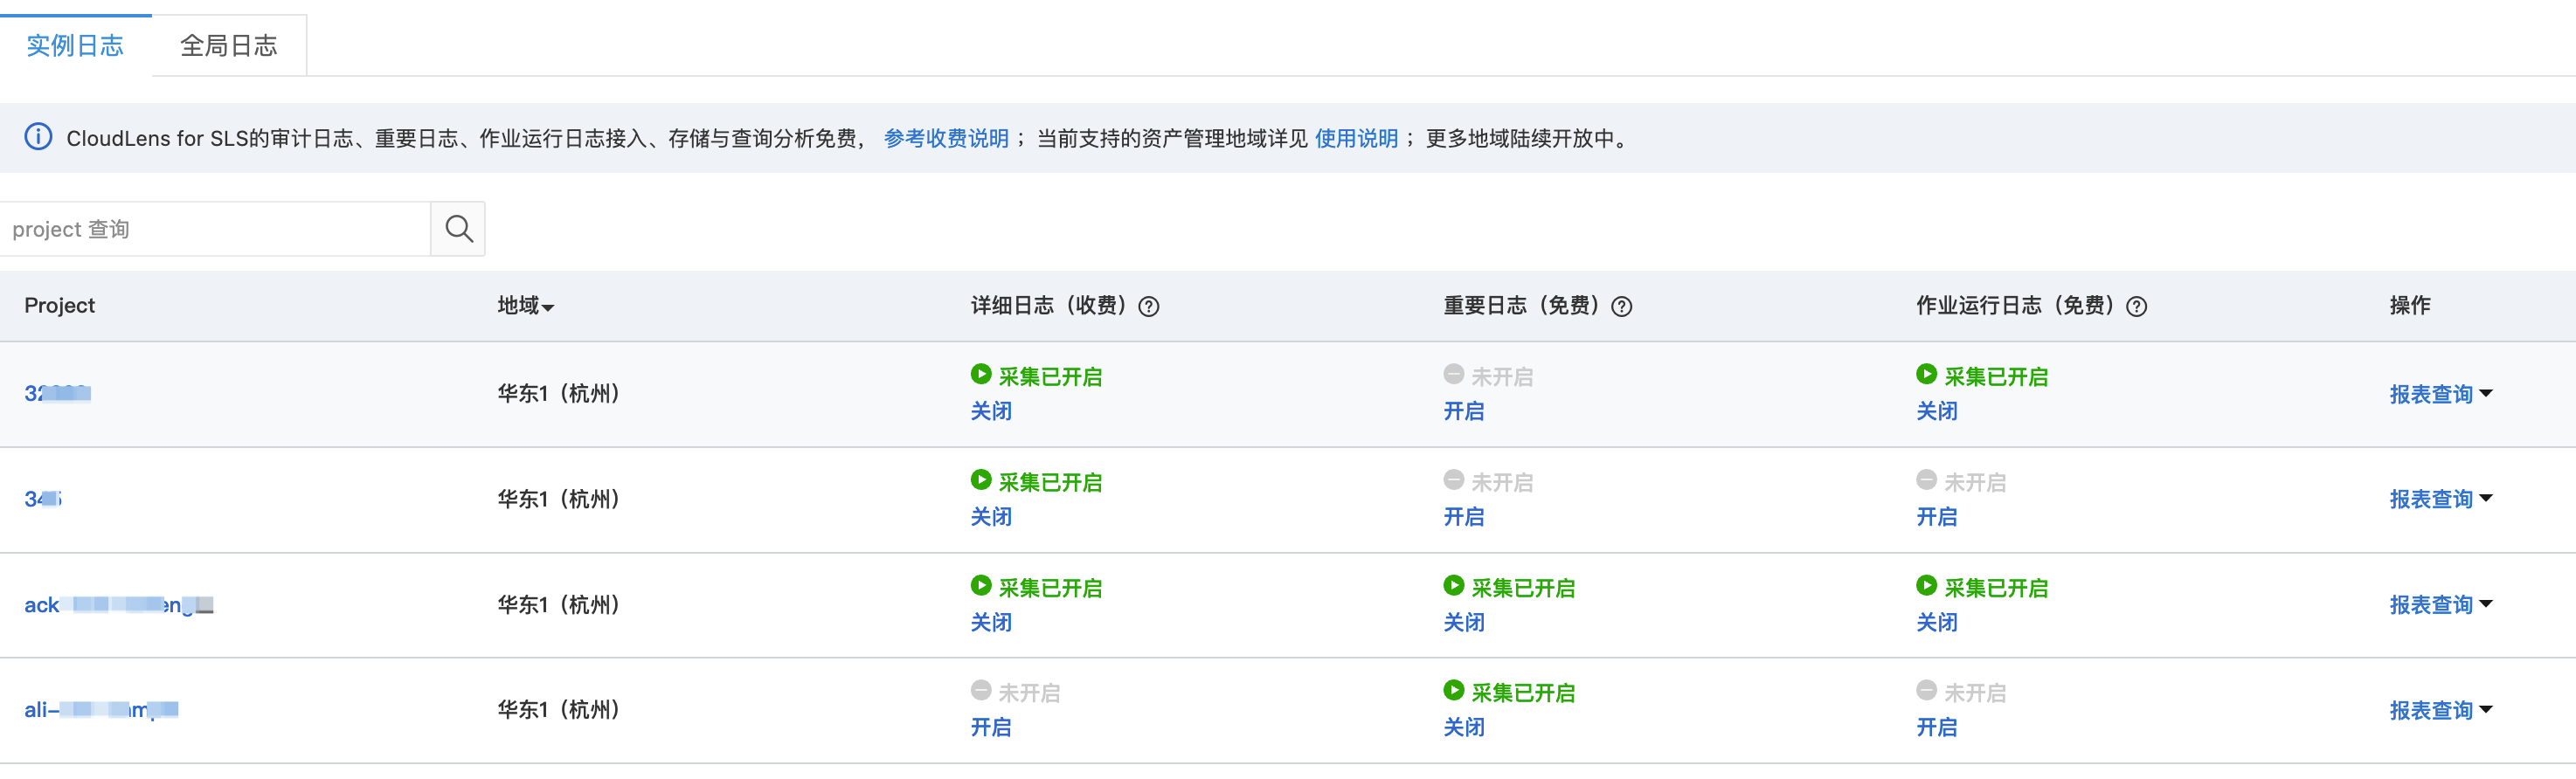 实例日志 全局日志
CloudLens for SLS的审计日志、重要日志、作业运行日志接入、存储与查询分析免费， 参考收费说明 ； 当前支持的资产管理地域详见 使用说明 ； 更多地域陆续开放中。
project 查询
Project 地域 详细日志（收费） 重要日志（免费） 作业运行日志（免费） 操作
华东1（杭州） 采集已开启 未开启 采集已开启 报表查询
关闭 开启 关闭
华东1（杭州） 采集已开启 未开启 未开启 报表查询
关闭 开启 开启
华东1（杭州） 采集已开启 采集已开启 采集已开启 报表查询
关闭 关闭 关闭
华东1（杭州） 未开启 采集已开启 未开启 报表查询
开启 关闭 开启